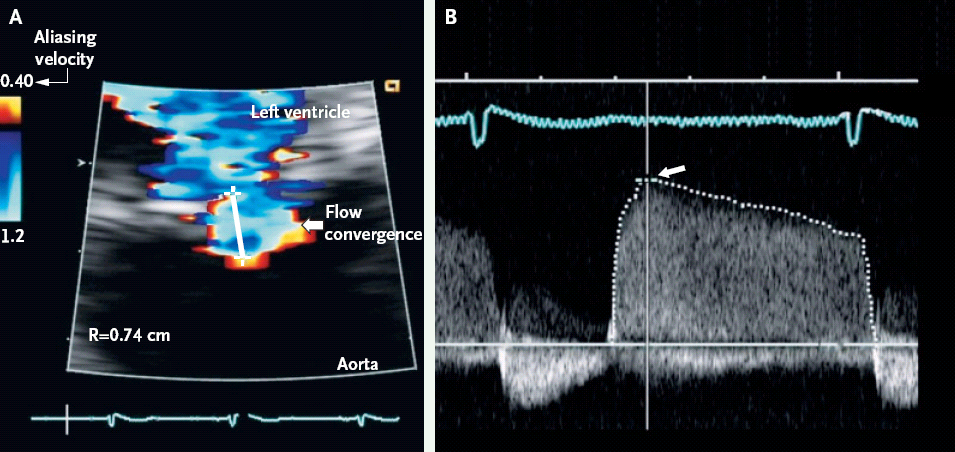 A
Aliasing
velocity
0.40
Left ventricle
Flow
convergence
1.2
R=0.74 cm
Aorta
B